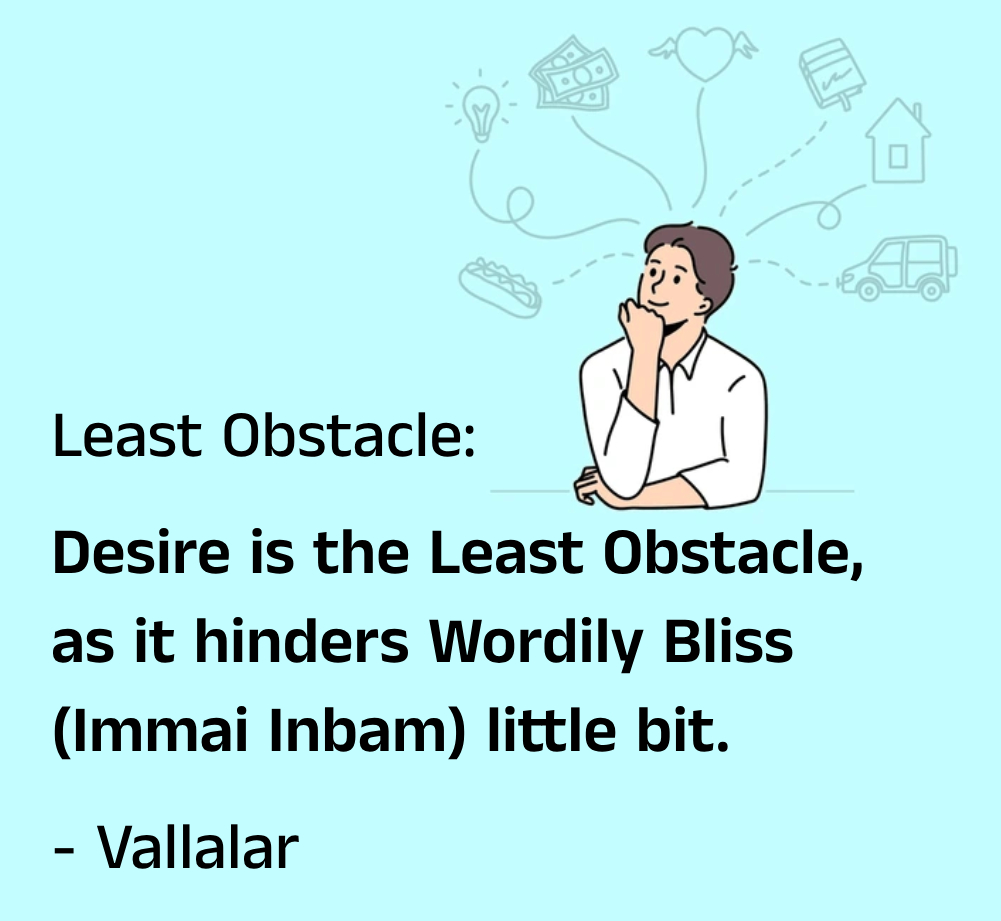 Least Obstacle:
Desire is the Least Obstacle,
as it hinders Wordily Bliss
(Immai Inbam) little bit.
- Vallalar